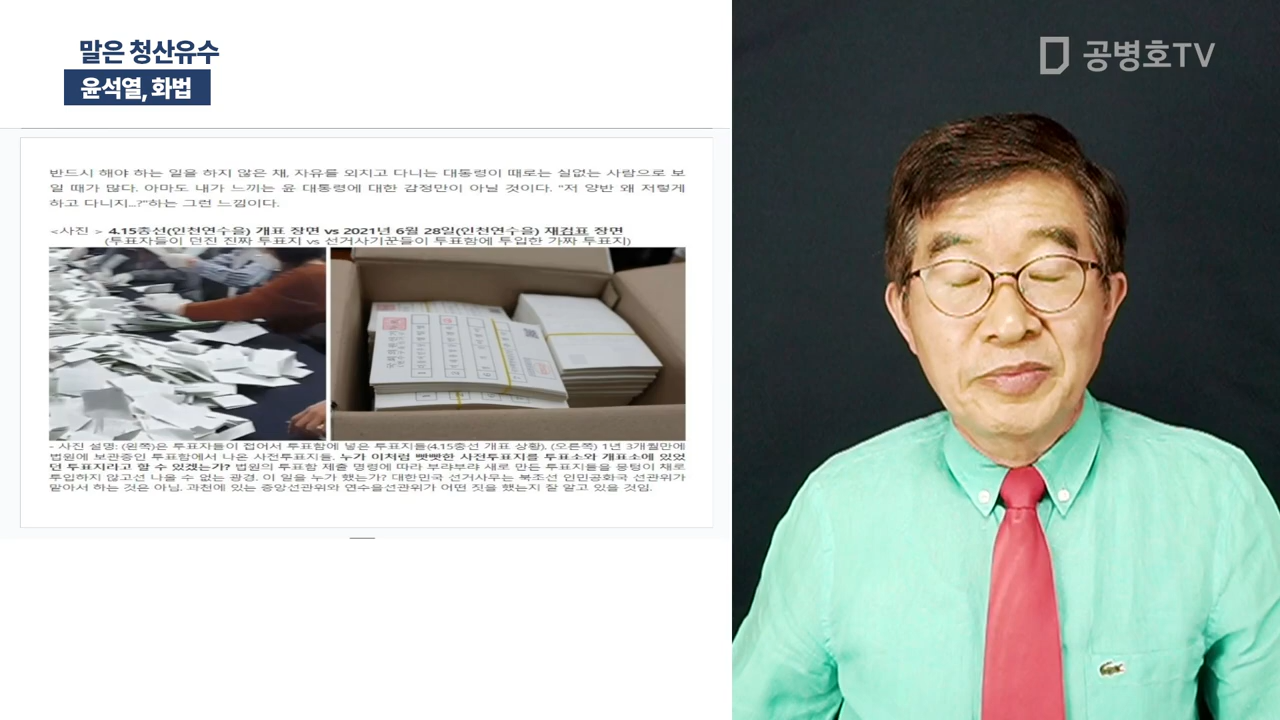 말은 청산유수
윤석열, 화법
공병호TV
반드시 해야 하는 일을 하지 않은 채, 자유를 외치고 다니는 대통령이 때로는 실없는 사람으로 보
일 때가 많다. 아마도 내가 느끼는 윤 대통령에 대한 감정만이 아닐 것이다. "저 양반 왜 저렇게
하고 다니지...?"하는 그런 느낌이다.
<사진 > 4.15총선(인천연수을) 개표 장면 vs 2021년 6월 28일(인천연수을) 재검표 장면
(투표자들이 던진 진짜 투표지 vs 선거사기꾼들이 투표함에 투입한 가짜 투표지)
- 사진 설명: (왼쪽)은 투표자들이 접어서 투표함에 넣은 투표지들(4.15총선 개표 상황). (오른쪽) 1년 3개월만에
법원에 보관중인 투표함에서 나온 사전투표지들. 누가 이처럼 빳빳한 사전투표지를 투표소와 개표소에 있었
던 투표지라고 할 수 있겠는가? 법원의 투표함 제출 명령에 따라 부랴부랴 새로 만든 투표지들을 뭉텅이 채로
투입하지 않고선 나올 수 없는 광경. 이 일을 누가 했는가? 대한민국 선거사무는 북조선 인민공화국 선관위가
맡아서 하는 것은 아님. 과천에 있는 중앙선관위와 연수을선관위가 어떤 짓을 했는지 잘 알고 있을 것임.